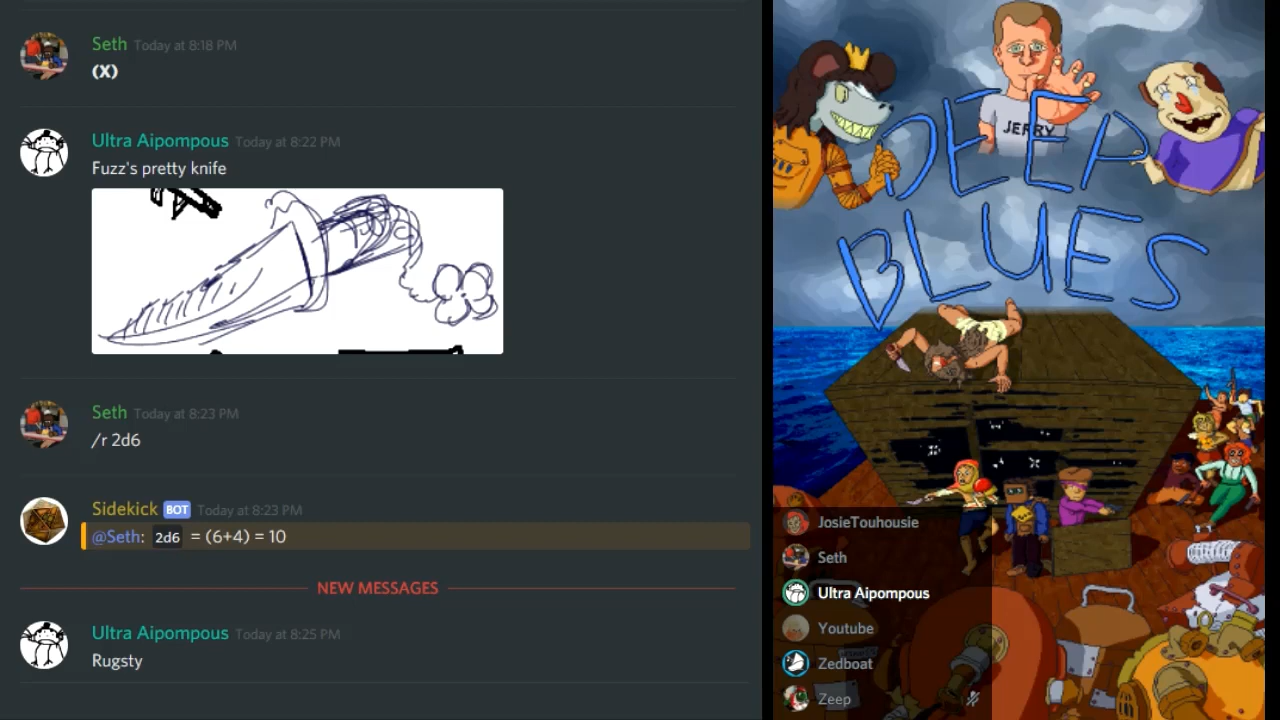 Seth Today at 8:18 PM
(X)
Ultra Aipompous Today at 8:22 PM
Fuzz's pretty knife
Seth Today at 8:23 PM
/r 2d6
Sidekick BOT Today at 8:23 PM
@Seth: 2d6 = (6+4) = 10
NEW MESSAGES
Ultra Aipompous Today at 8:25 PM
Rugsty
JERRY
DEEP
BLUES
JosieTouhousie
Seth
Ultra Aipompous
Youtube
Zedboat
Zeep